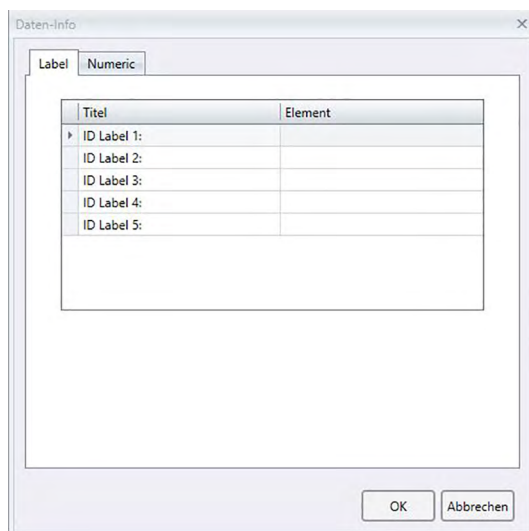 Daten-Info
Label Numeric
Titel Element
ID Label 1:
ID Label 2:
ID Label 3:
ID Label 4:
ID Label 5:
OK Abbrechen